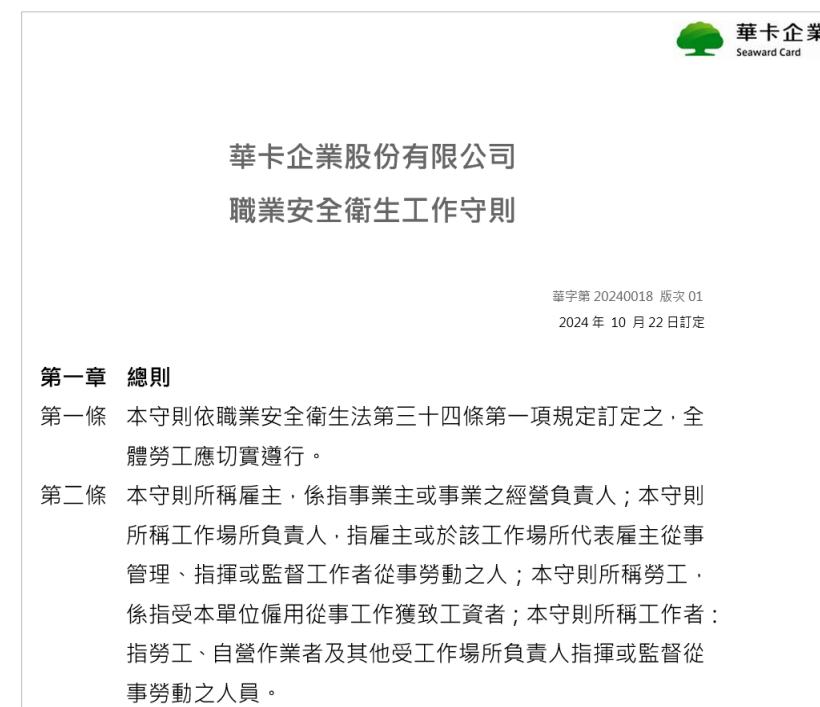 華卡企業
Seaward Card
華卡企業股份有限公司
職業安全衛生工作守則
華字第 20240018 版次 01
2024 年 10 月 22 日訂定
第一章 總則
第一條 本守則依職業安全衛生法第三十四條第一項規定訂定之，全
體勞工應切實遵行。
第二條 本守則所稱雇主，係指事業主或事業之經營負責人；本守則
所稱工作場所負責人，指雇主或於該工作場所代表雇主從事
管理、指揮或監督工作者從事勞動之人；本守則所稱勞工，
係指受本單位僱用從事工作獲致工資者；本守則所稱工作者：
指勞工、自營作業者及其他受工作場所負責人指揮或監督從
事勞動之人員。